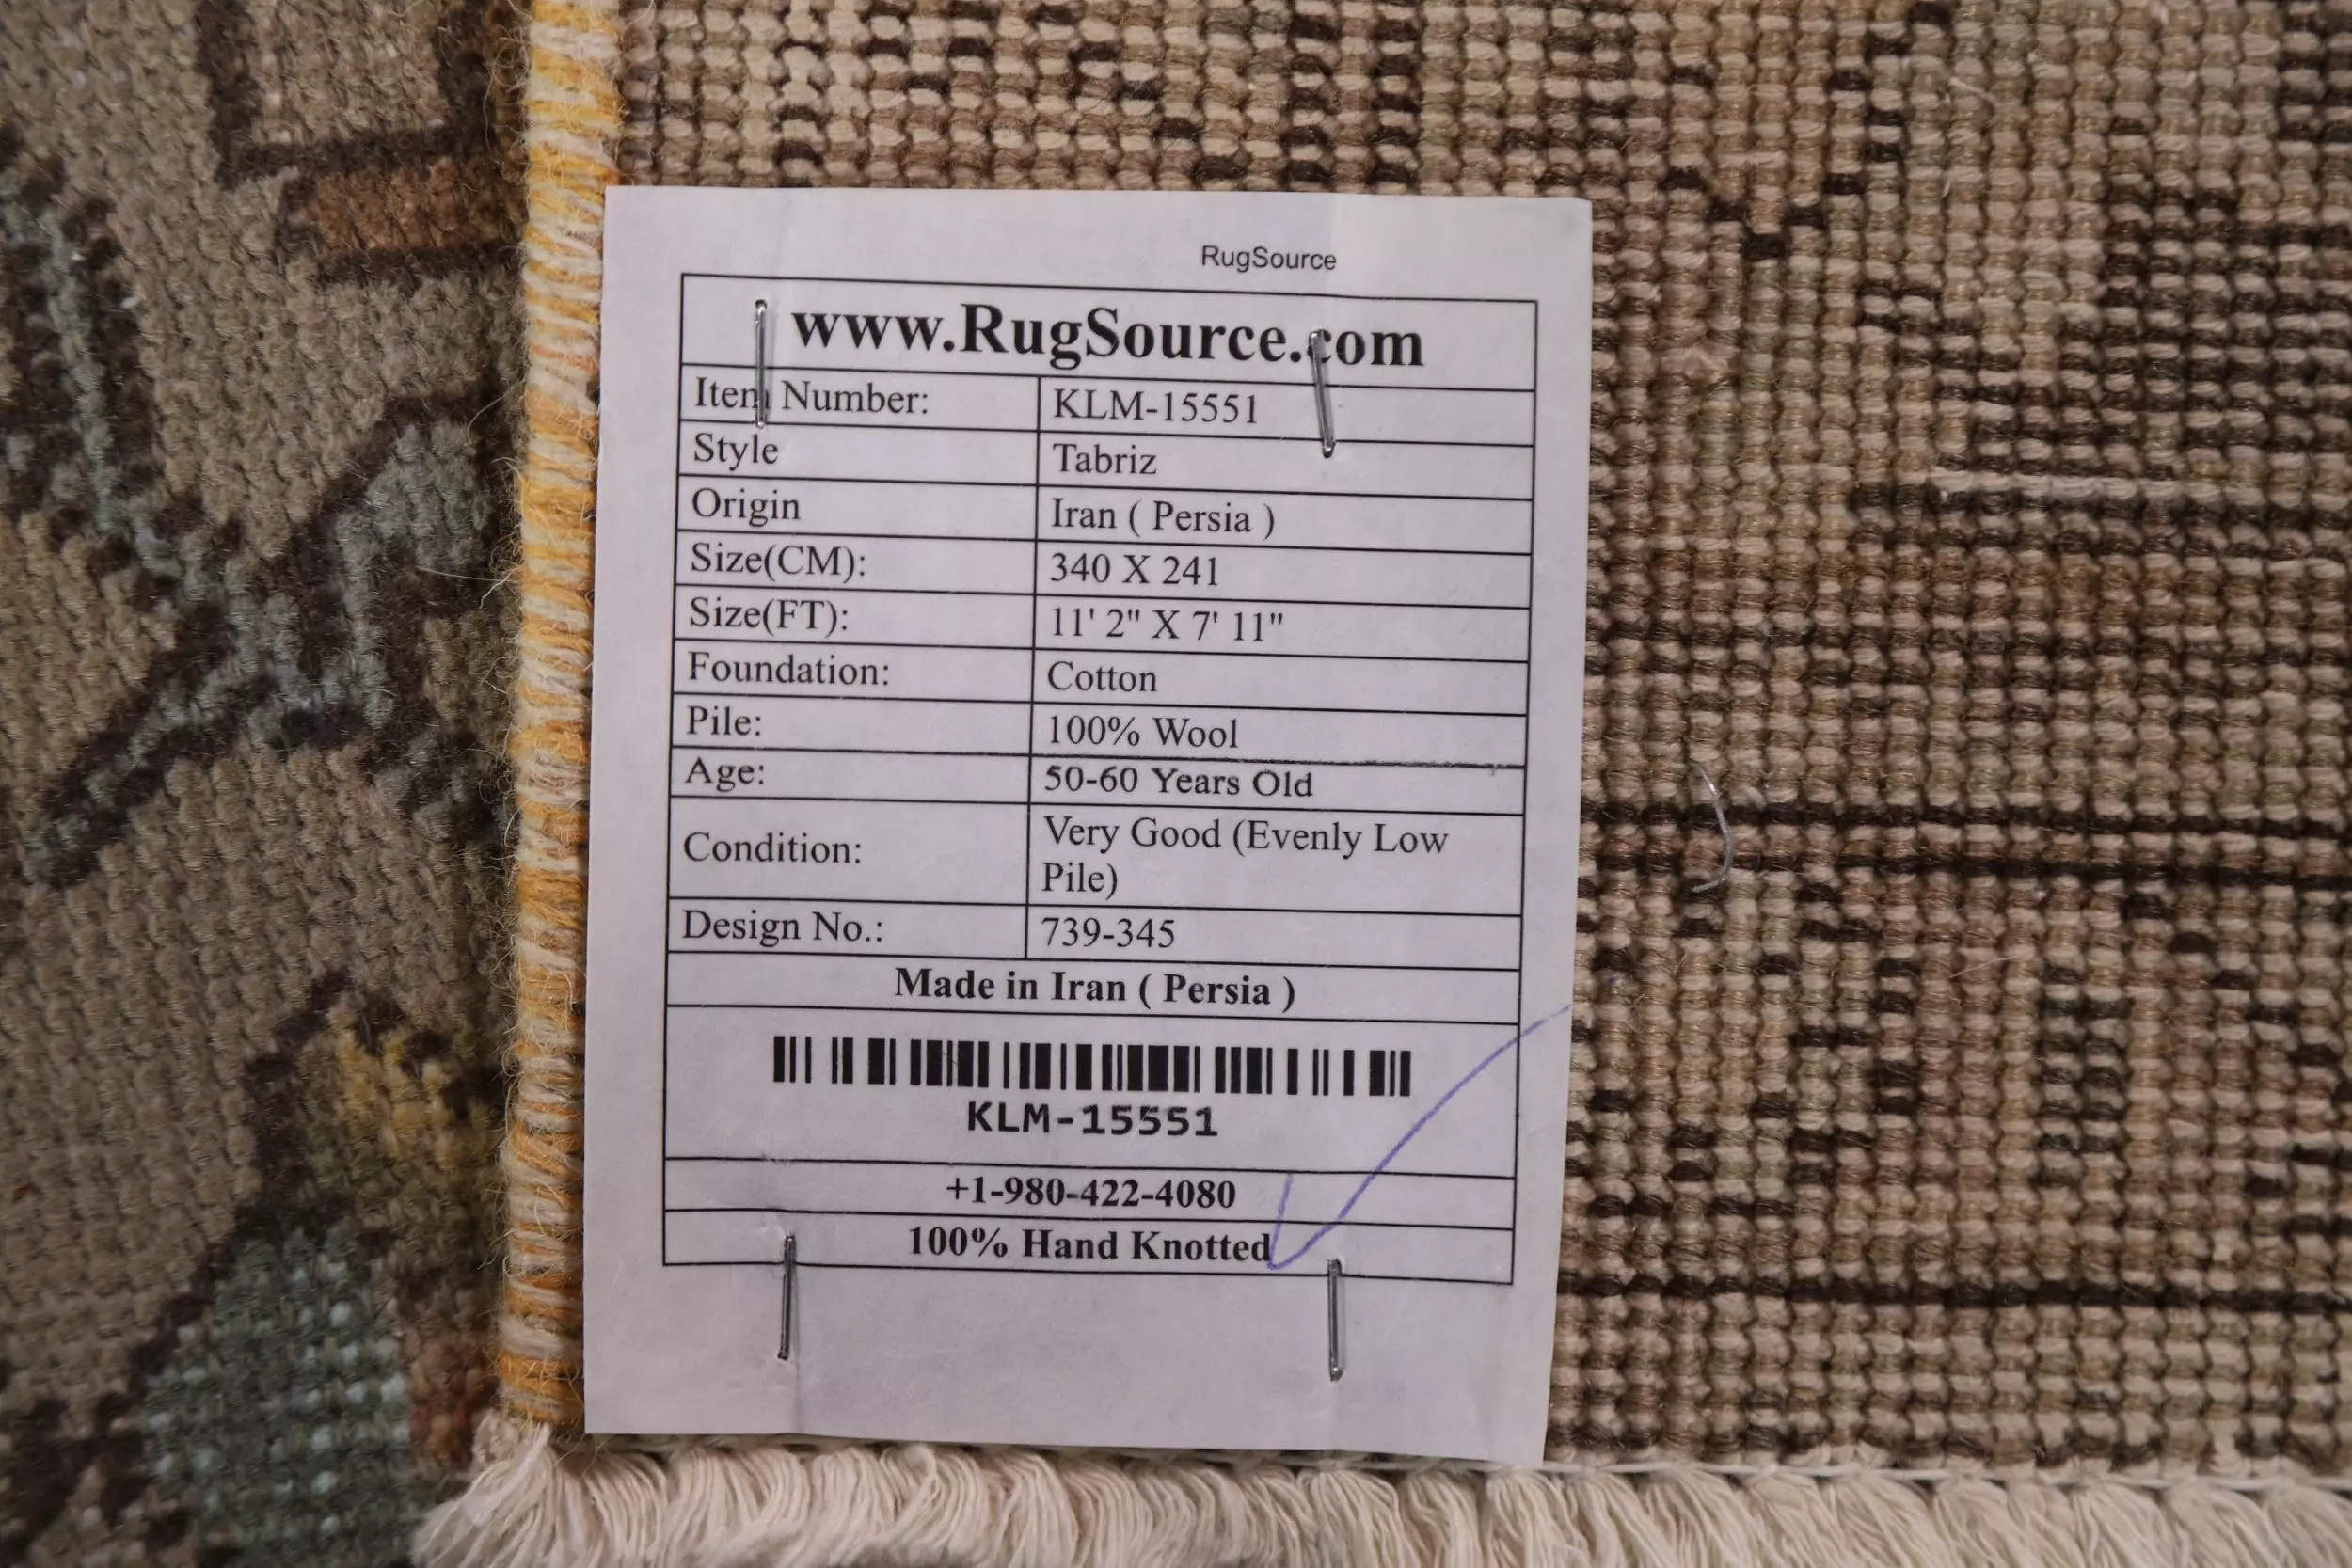 RugSource
www.RugSource.com
Item Number: KLM-15551
Style Tabriz
Origin Iran ( Persia )
Size(CM): 340 X 241
Size(FT): 11' 2" X 7' 11"
Foundation: Cotton
Pile: 100% Wool
Age: 50-60 Years Old
Condition: Very Good (Evenly Low
Pile)
Design No.: 739-345
Made in Iran ( Persia )
KLM-15551
+1-980-422-4080
100% Hand Knotted